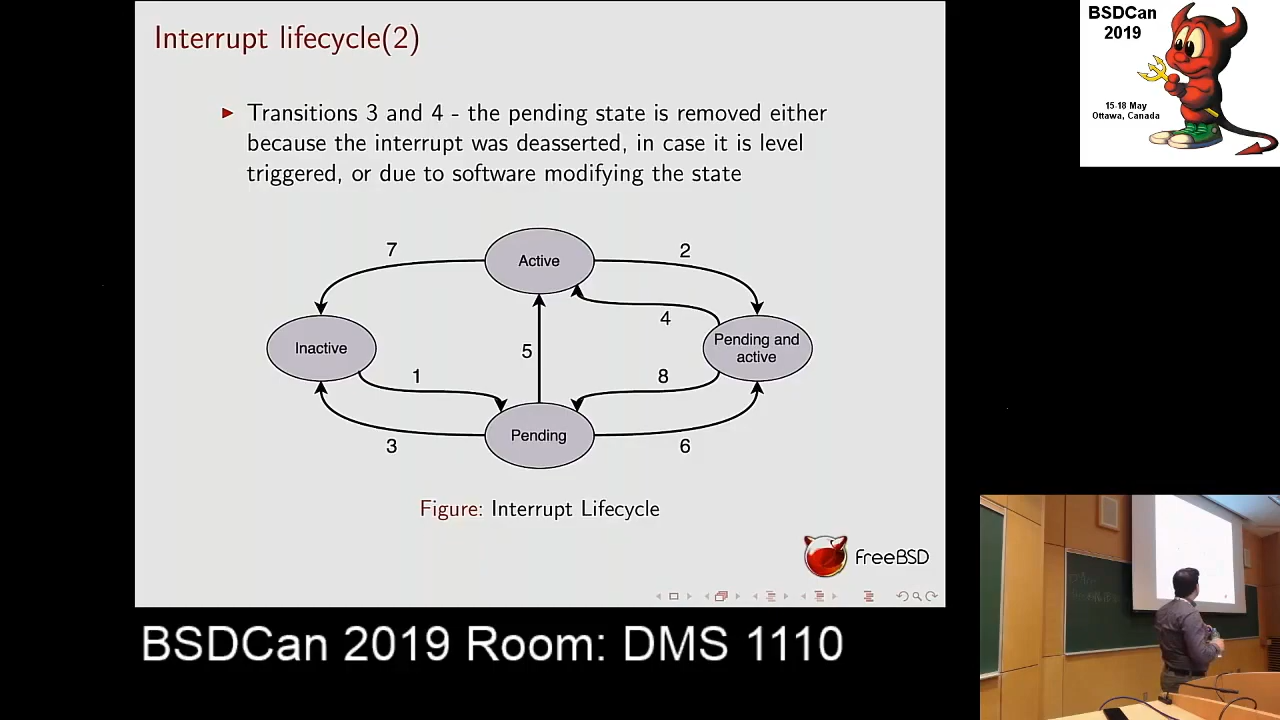 Interrupt lifecycle(2)
Transitions 3 and 4 - the pending state is removed either
because the interrupt was deasserted, in case it is level
triggered, or due to software modifying the state
7
Active
2
4
Inactive
5
Pending and
active
1
8
3
Pending
6
Figure: Interrupt Lifecycle
FreeBSD
BSDCan 2019 Room: DMS 1110
BSDCan
2019
15-18 May
Ottawa, Canada